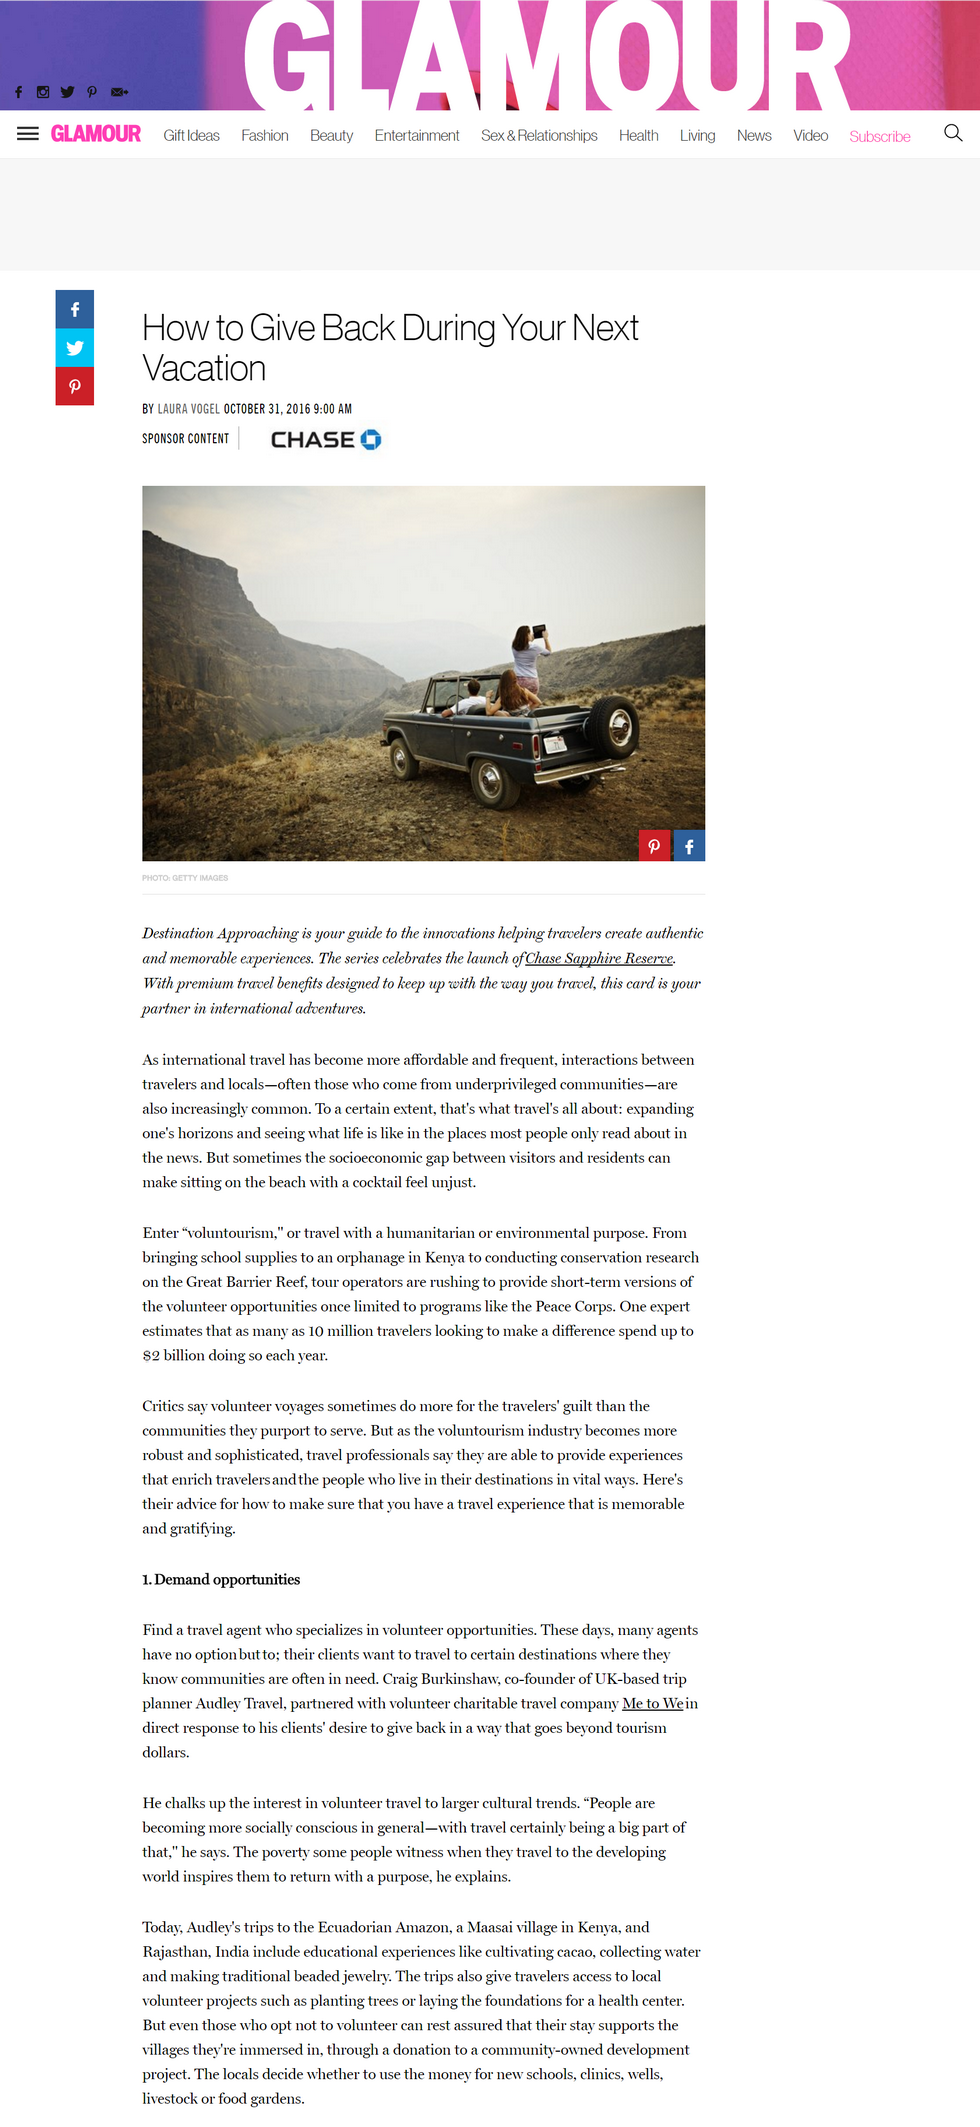 GLAMOUR
GLAMOUR Gift Ideas Fashion Beauty Entertainment Sex & Relationships Health Living News Video Subscribe
How to Give Back During Your Next
Vacation
BY LAURA VOGEL OCTOBER 31, 2016 9:00 AM
SPONSOR CONTENT CHASE
PHOTO: GETTY IMAGES
Destination Approaching is your guide to the innovations helping travelers create authentic
and memorable experiences. The series celebrates the launch of Chase Sapphire Reserve.
With premium travel benefits designed to keep up with the way you travel, this card is your
partner in international adventures.
As international travel has become more affordable and frequent, interactions between
travelers and locals—often those who come from underprivileged communities—are
also increasingly common. To a certain extent, that's what travel's all about: expanding
one's horizons and seeing what life is like in the places most people only read about in
the news. But sometimes the socioeconomic gap between visitors and residents can
make sitting on the beach with a cocktail feel unjust.
Enter “voluntourism," or travel with a humanitarian or environmental purpose. From
bringing school supplies to an orphanage in Kenya to conducting conservation research
on the Great Barrier Reef, tour operators are rushing to provide short-term versions of
the volunteer opportunities once limited to programs like the Peace Corps. One expert
estimates that as many as 10 million travelers looking to make a difference spend up to
$2 billion doing so each year.
Critics say volunteer voyages sometimes do more for the travelers' guilt than the
communities they purport to serve. But as the voluntourism industry becomes more
robust and sophisticated, travel professionals say they are able to provide experiences
that enrich travelers and the people who live in their destinations in vital ways. Here's
their advice for how to make sure that you have a travel experience that is memorable
and gratifying.
1. Demand opportunities
Find a travel agent who specializes in volunteer opportunities. These days, many agents
have no option but to; their clients want to travel to certain destinations where they
know communities are often in need. Craig Burkinshaw, co-founder of UK-based trip
planner Audley Travel, partnered with volunteer charitable travel company Me to We in
direct response to his clients' desire to give back in a way that goes beyond tourism
dollars.
He chalks up the interest in volunteer travel to larger cultural trends. “People are
becoming more socially conscious in general—with travel certainly being a big part of
that," he says. The poverty some people witness when they travel to the developing
world inspires them to return with a purpose, he explains.
Today, Audley's trips to the Ecuadorian Amazon, a Maasai village in Kenya, and
Rajasthan, India include educational experiences like cultivating cacao, collecting water
and making traditional beaded jewelry. The trips also give travelers access to local
volunteer projects such as planting trees or laying the foundations for a health center.
But even those who opt not to volunteer can rest assured that their stay supports the
villages they're immersed in, through a donation to a community-owned development
project. The locals decide whether to use the money for new schools, clinics, wells,
livestock or food gardens.